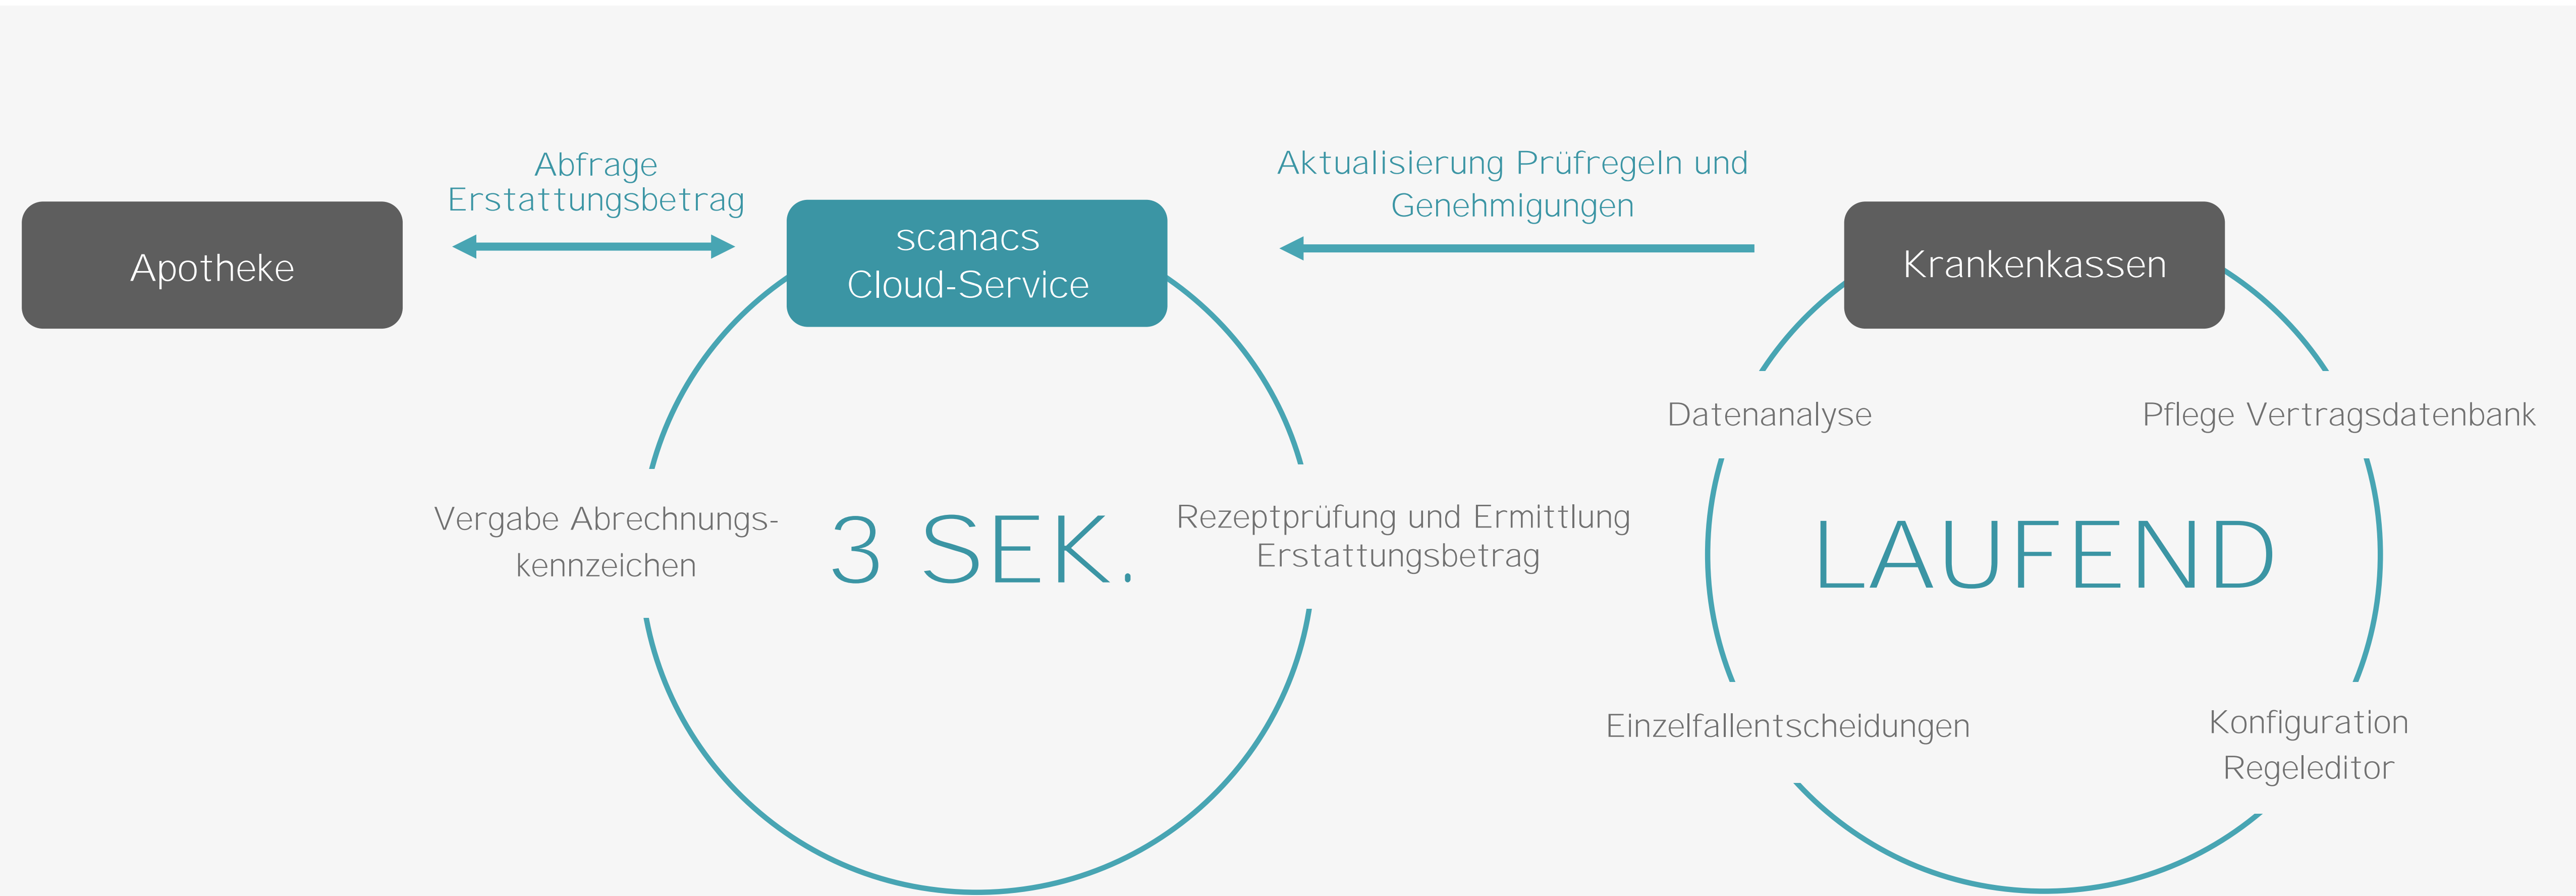 Abfrage
Erstattungsbetrag
Aktualisierung Prüfregeln und
Genehmigungen
Apotheke
scanacs
Cloud-Service
Krankenkassen
Datenanalyse
Pflege Vertragsdatenbank
Vergabe Abrechnungs-
kennzeichen
3 SEK.
Rezeptprüfung und Ermittlung
Erstattungsbetrag
LAUFEND
Einzelfallentscheidungen
Konfiguration
Regeleditor